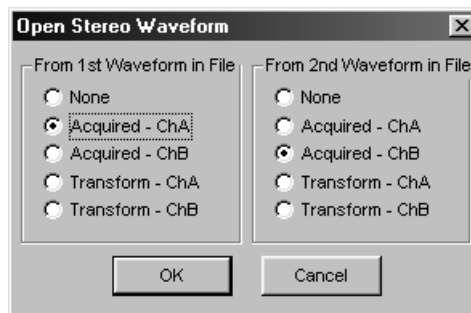 Open Stereo Waveform
From 1st Waveform in File
None
Acquired - ChA
Acquired - ChB
Transform - ChA
Transform - ChB
From 2nd Waveform in File
None
Acquired - ChA
Acquired - ChB
Transform - ChA
Transform - ChB
OK
Cancel